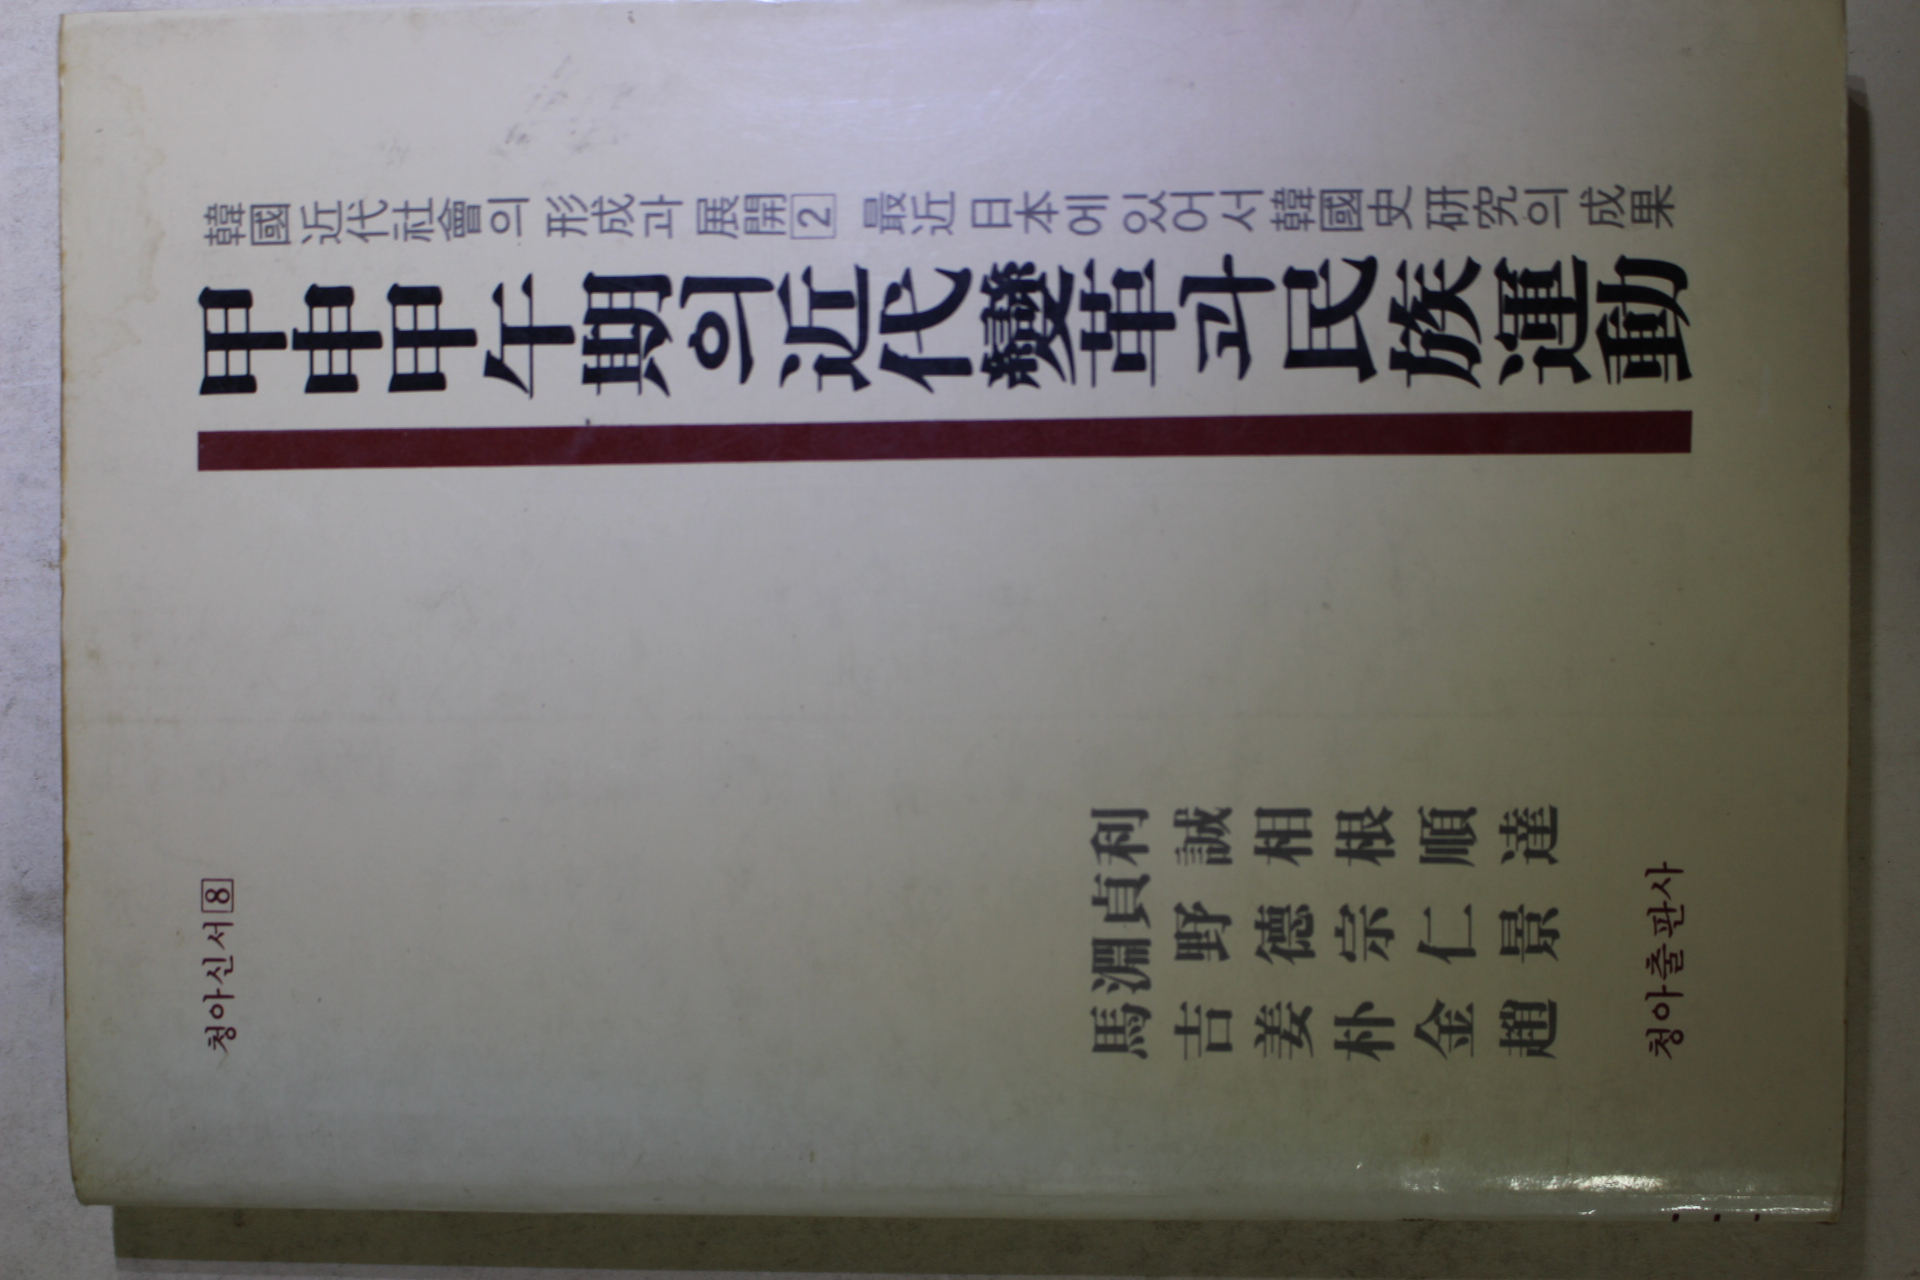 청아신서 8
韓國近代社會의 形成과 展開 2 最近 日本에 있어서 韓國史 研究의 成果
甲申甲午期의 近代變革과 民族運動
馬淵貞利
吉野誠
姜德相
朴宗根
金仁順
趙景達
청아출판사